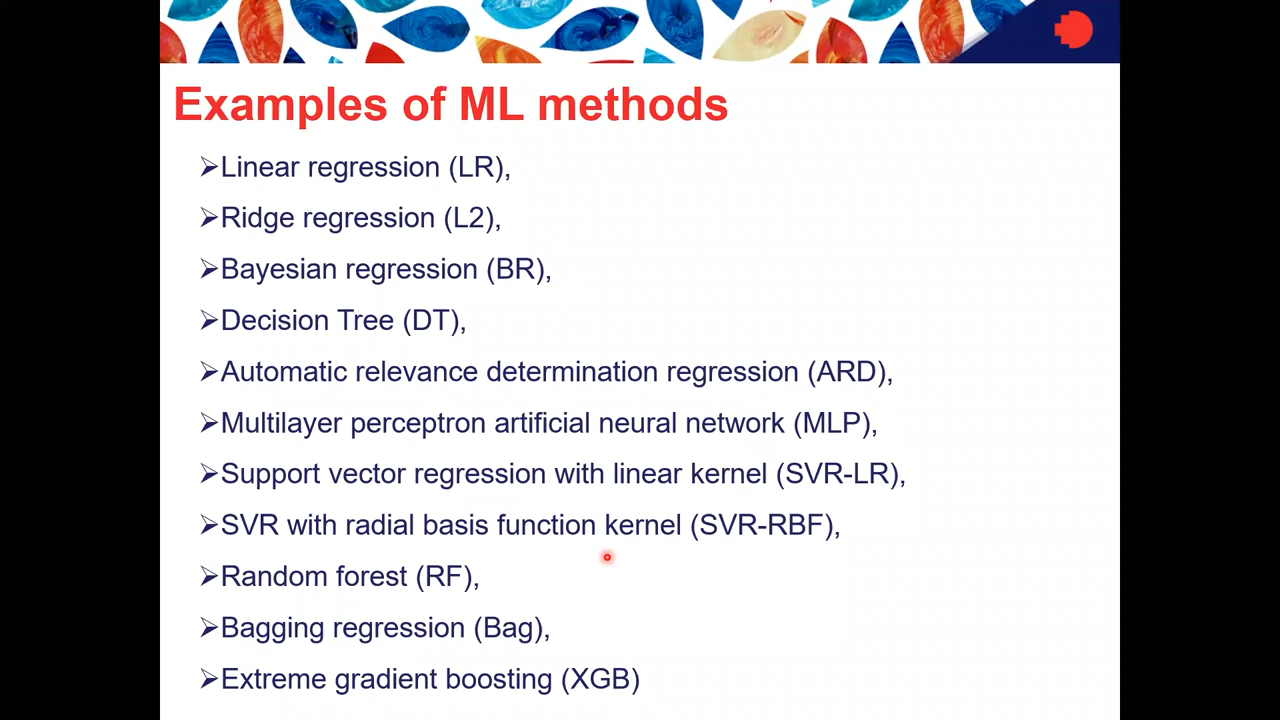 Examples of ML methods
➢Linear regression (LR),
➢Ridge regression (L2),
➢Bayesian regression (BR),
➢Decision Tree (DT),
➢Automatic relevance determination regression (ARD),
➢Multilayer perceptron artificial neural network (MLP),
➢Support vector regression with linear kernel (SVR-LR),
➢SVR with radial basis function kernel (SVR-RBF),
➢Random forest (RF),
➢Bagging regression (Bag),
➢Extreme gradient boosting (XGB)